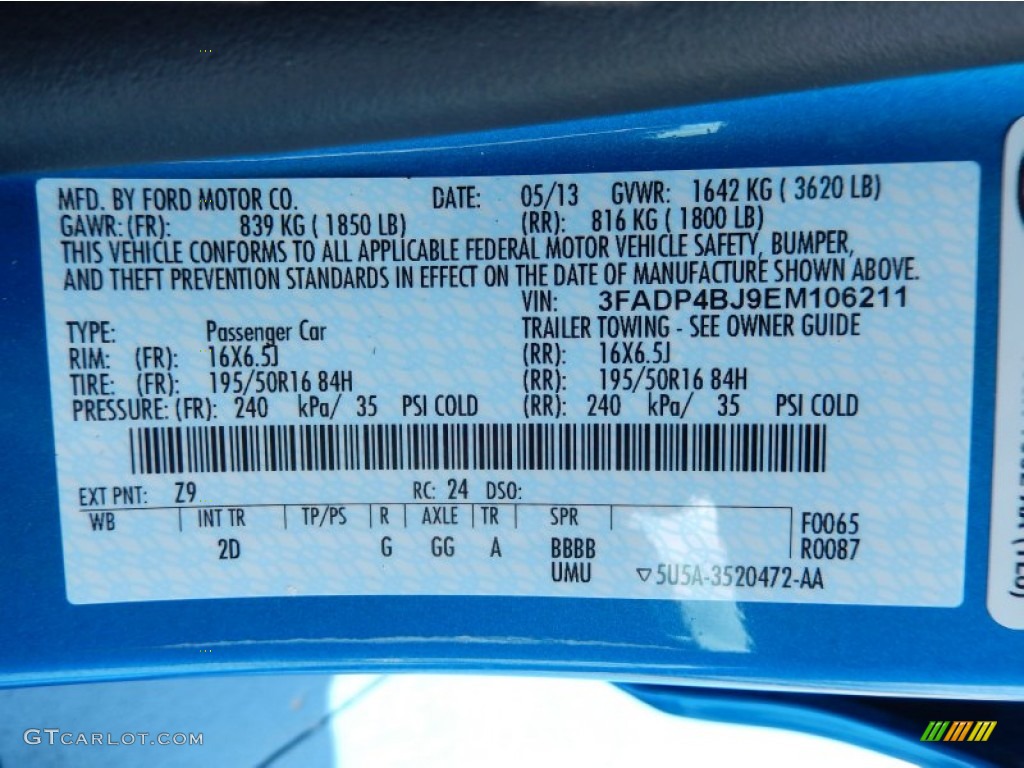 MFD. BY FORD MOTOR CO. DATE: 05/13 GVWR: 1642 KG ( 3620 LB)
GAWR: (FR): 839 KG ( 1850 LB) (RR): 816 KG ( 1800 LB)
THIS VEHICLE CONFORMS TO ALL APPLICABLE FEDERAL MOTOR VEHICLE SAFETY, BUMPER,
AND THEFT PREVENTION STANDARDS IN EFFECT ON THE DATE OF MANUFACTURE SHOWN ABOVE.
VIN: 3FADP4BJ9EM106211
TYPE: Passenger Car TRAILER TOWING - SEE OWNER GUIDE
RIM: (FR): 16X6.5J (RR): 16X6.5J
TIRE: (FR): 195/50R16 84H (RR): 195/50R16 84H
PRESSURE: (FR): 240 kPa/ 35 PSI COLD (RR): 240 kPa/ 35 PSI COLD
EXT PNT: Z9 RC: 24 DSO:
WB INT TR TP/PS R AXLE TR SPR F0065
2D G GG A BBBB R0087
UMU ▽5U5A-3520472-AA
GTCARLOT.COM